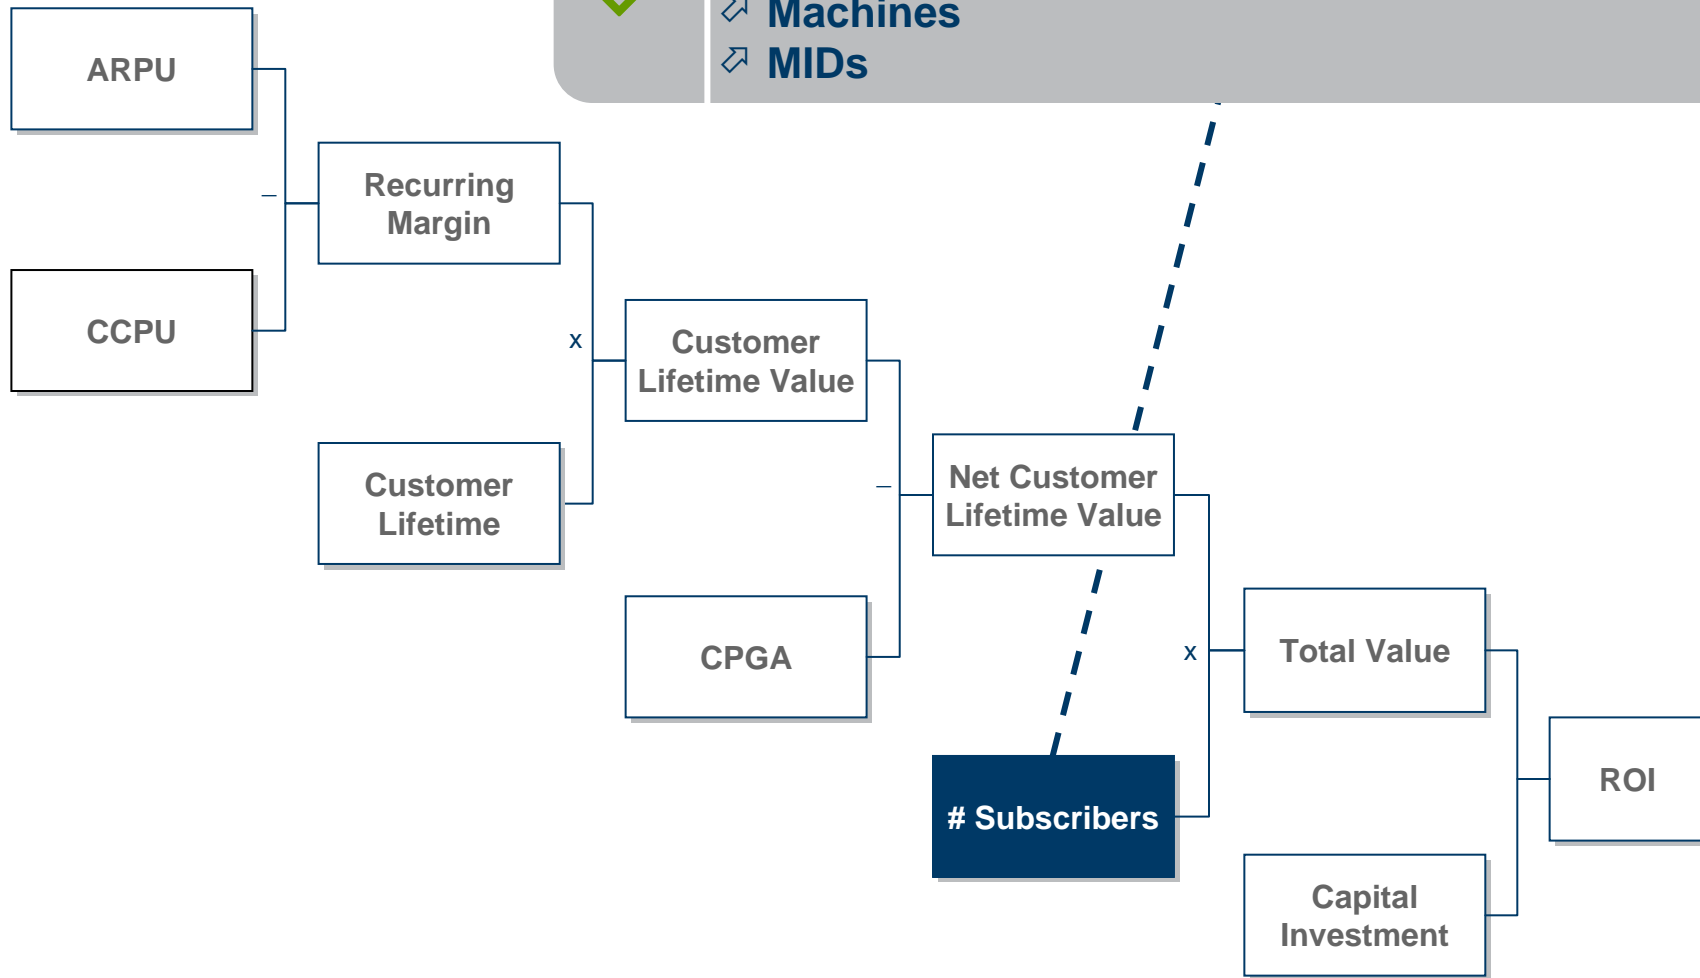 Machines
MIDs
ARPU
–
Recurring
Margin
CCPU
x
Customer
Lifetime Value
Customer
Lifetime
–
Net Customer
Lifetime Value
CPGA
x
Total Value
# Subscribers
ROI
Capital
Investment